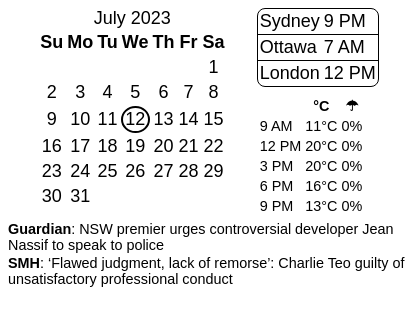 July 2023
Su Mo Tu We Th Fr Sa
1
2 3 4 5 6 7 8
9 10 11 12 13 14 15
16 17 18 19 20 21 22
23 24 25 26 27 28 29
30 31
Sydney 9 PM
Ottawa 7 AM
London 12 PM
°C ☂
9 AM 11°C 0%
12 PM 20°C 0%
3 PM 20°C 0%
6 PM 16°C 0%
9 PM 13°C 0%
Guardian: NSW premier urges controversial developer Jean
Nassif to speak to police
SMH: ‘Flawed judgment, lack of remorse’: Charlie Teo guilty of
unsatisfactory professional conduct